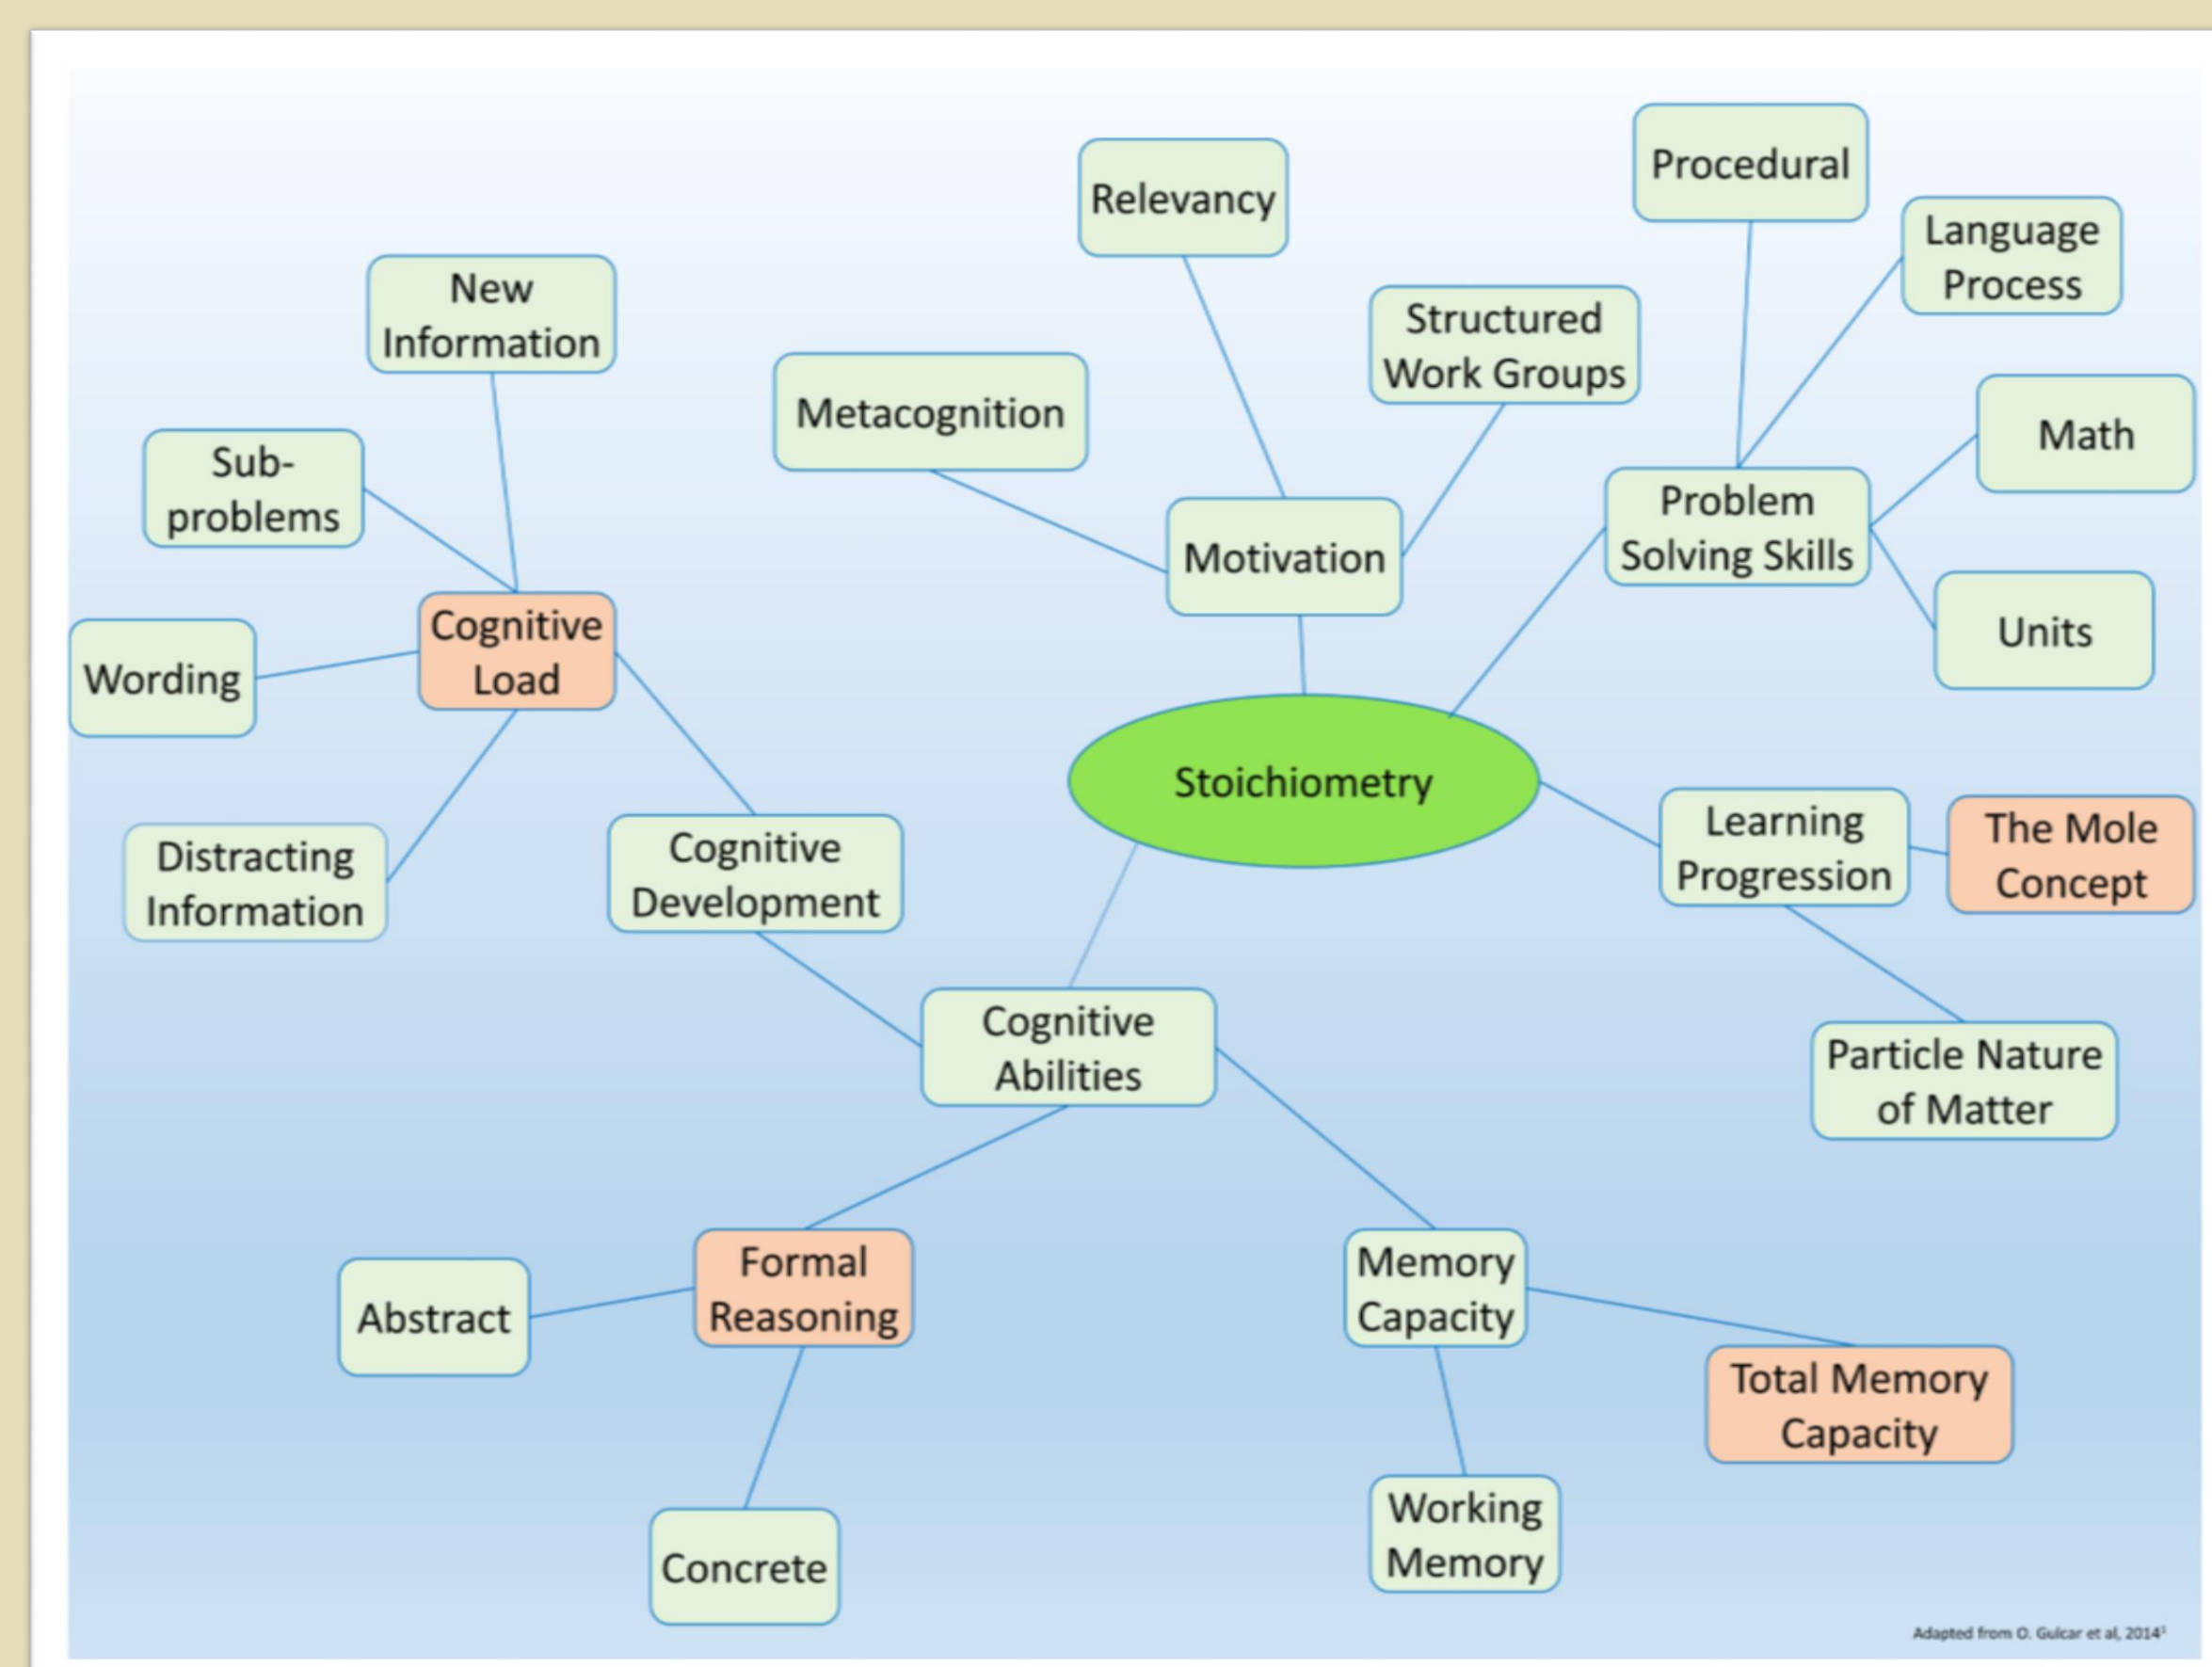 Procedural
Relevancy
Language
Process
New
Information
Structured
Work Groups
Metacognition
Math
Sub-
problems
Problem
Solving Skills
Motivation
Units
Cognitive
Load
Wording
Stoichiometry
Learning
Progression
The Mole
Concept
Distracting
Information
Cognitive
Development
Cognitive
Abilities
Particle Nature
of Matter
Formal
Reasoning
Memory
Capacity
Abstract
Total Memory
Capacity
Working
Memory
Concrete
Adapted from O. Gulcar et al, 2014¹